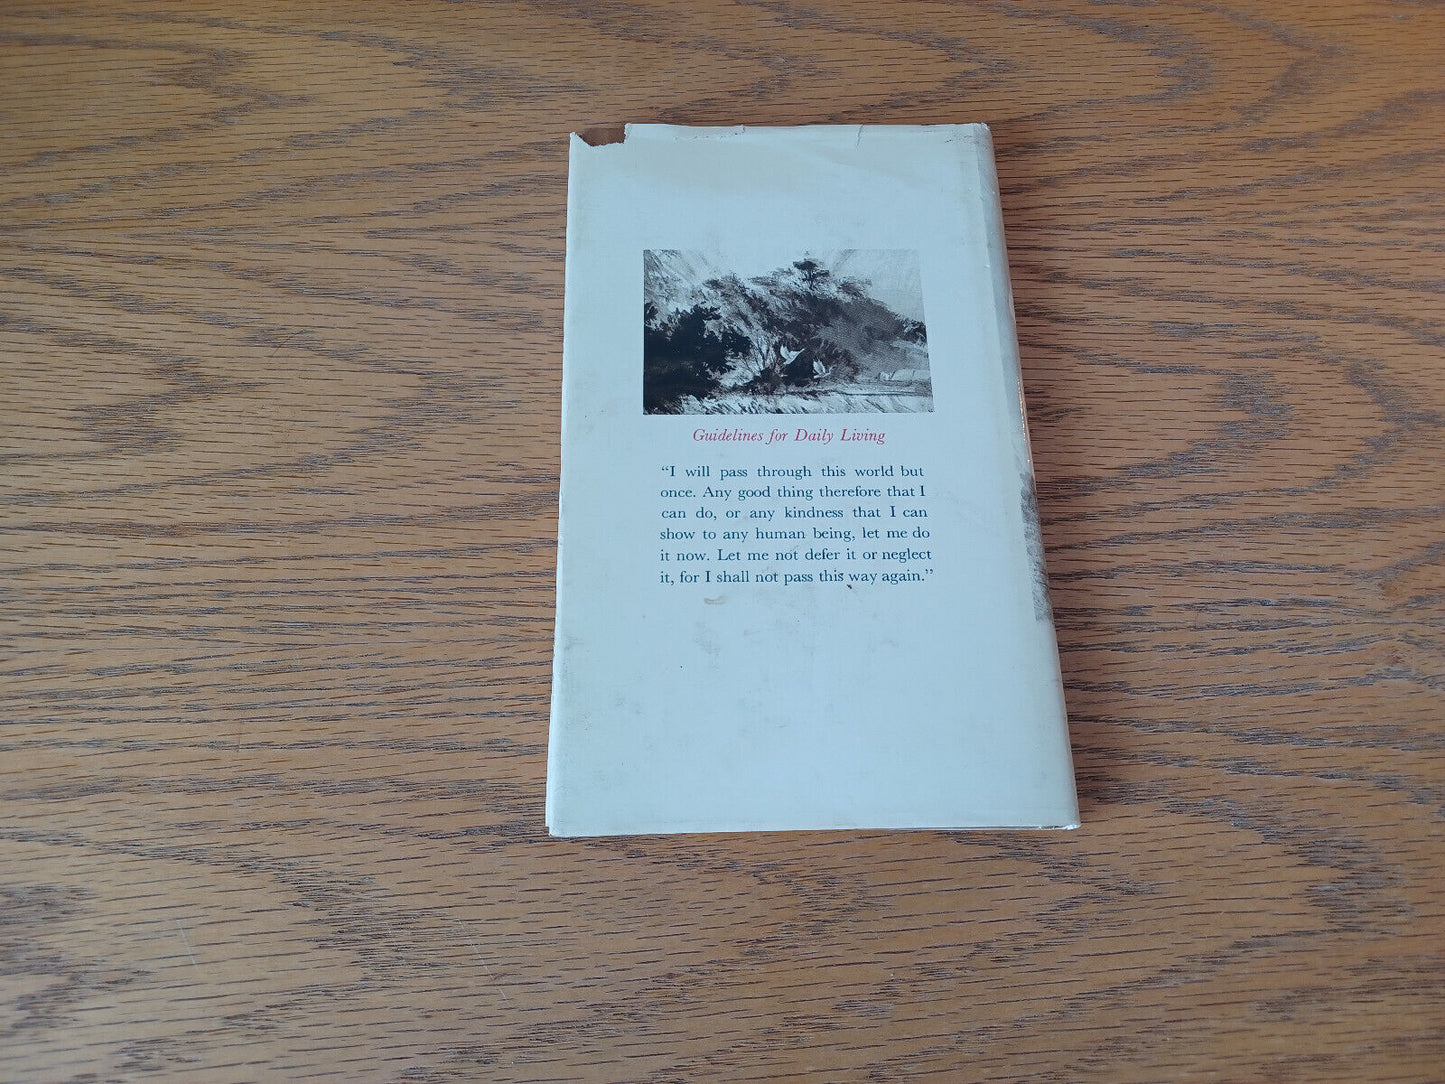 Guidelines for Daily Living
“I will pass through this world but
once. Any good thing therefore that I
can do, or any kindness that I can
show to any human being, let me do
it now. Let me not defer it or neglect
it, for I shall not pass this way again.”